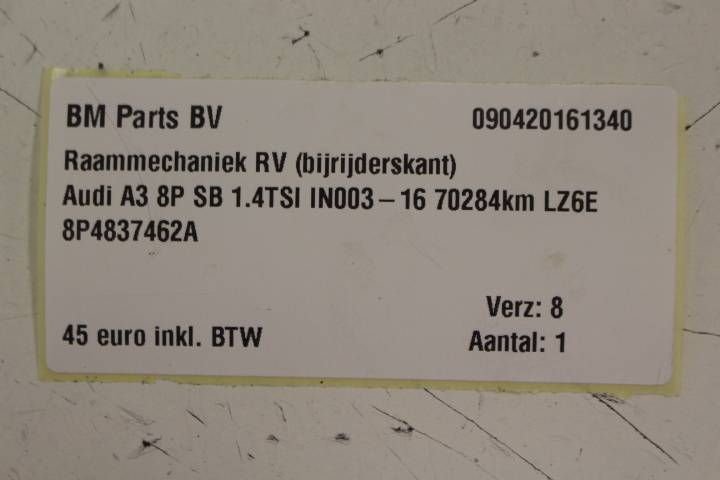 BM Parts BV 090420161340
Raammechaniek RV (bijrijderskant)
Audi A3 8P SB 1.4TSI IN003-16 70284km LZ6E
8P4837462A
Verz: 8
45 euro inkl. BTW Aantal: 1